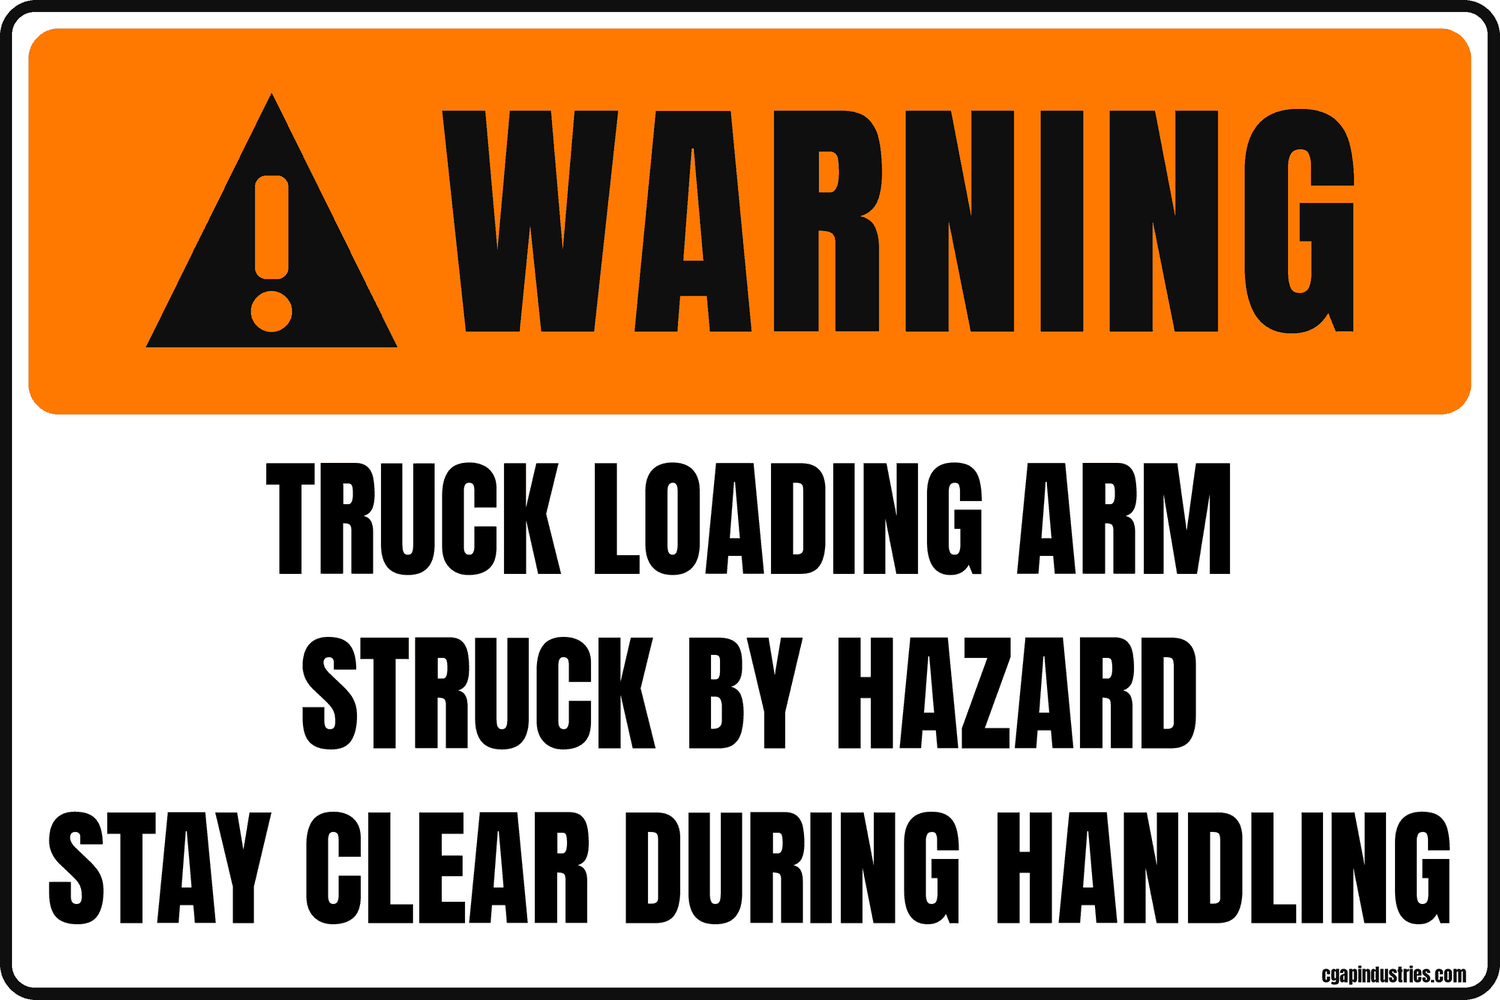 WARNING
TRUCK LOADING ARM
STRUCK BY HAZARD
STAY CLEAR DURING HANDLING
cgapindustries.com